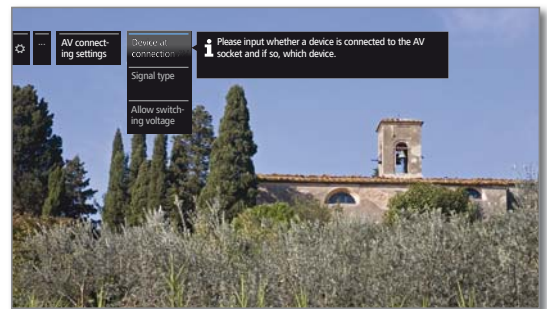 ...
AV connect-
ing settings
Device at
connection
Signal type
Allow switch-
ing voltage
i Please input whether a device is connected to the AV
socket and if so, which device.